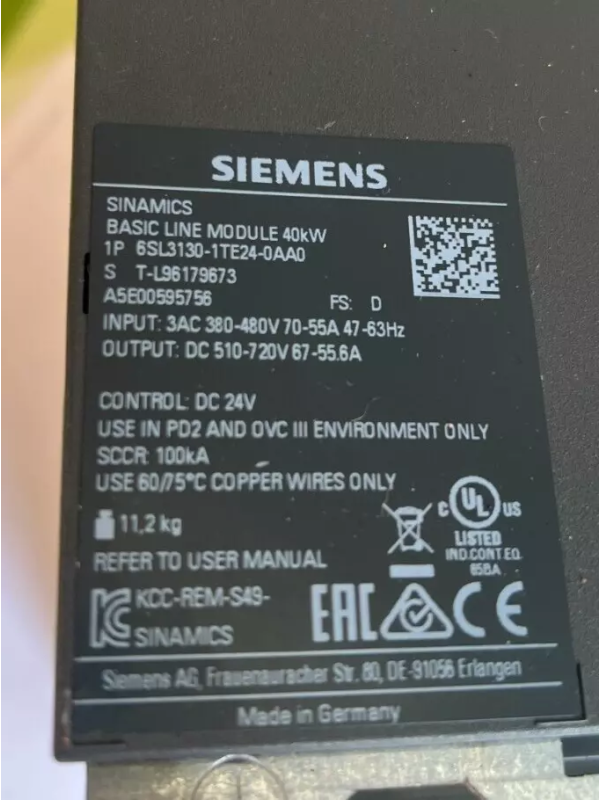 SIEMENS
SINAMICS
BASIC LINE MODULE 40kW
1P 6SL3130-1TE24-0AA0
S T-L96179673
A5E00595756 FS: D
INPUT: 3AC 380-480V 70-55A 47-63Hz
OUTPUT: DC 510-720V 67-55.6A
CONTROL: DC 24V
USE IN PD2 AND OVC III ENVIRONMENT ONLY
SCCR: 100kA
USE 60/75°C COPPER WIRES ONLY
11,2 kg
C UL US
LISTED
IND.CONT.EQ.
85BA
REFER TO USER MANUAL
KCC-REM-S49-
SINAMICS
EAC CE
Siemens AG, Frauenauracher Str. 80, DE-91056 Erlangen
Made in Germany